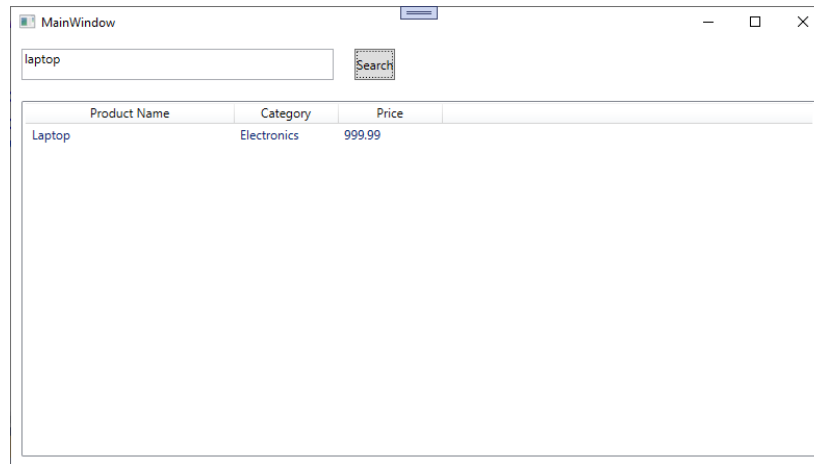 MainWindow
laptop
Search
Product Name Category Price
Laptop Electronics 999.99